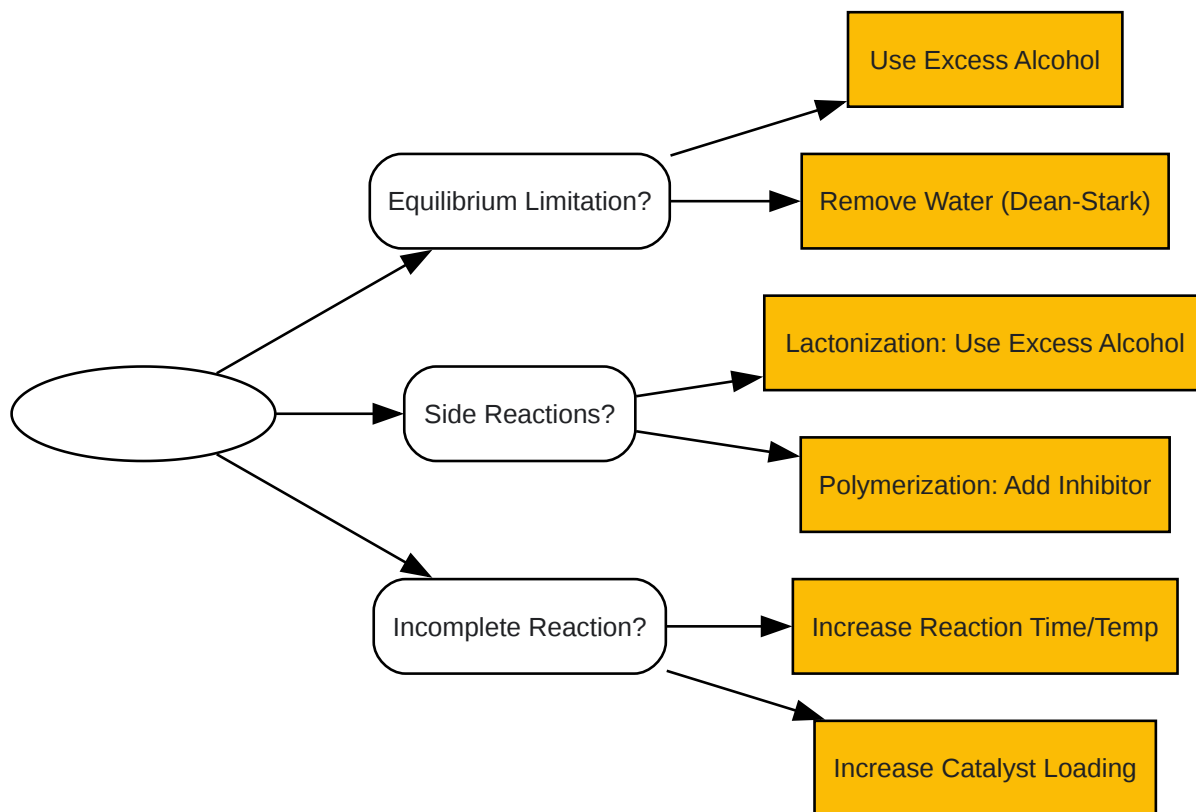 Use Excess Alcohol
Equilibrium Limitation?
Remove Water (Dean-Stark)
Lactonization: Use Excess Alcohol
Side Reactions?
Polymerization: Add Inhibitor
Incomplete Reaction?
Increase Reaction Time/Temp
Increase Catalyst Loading